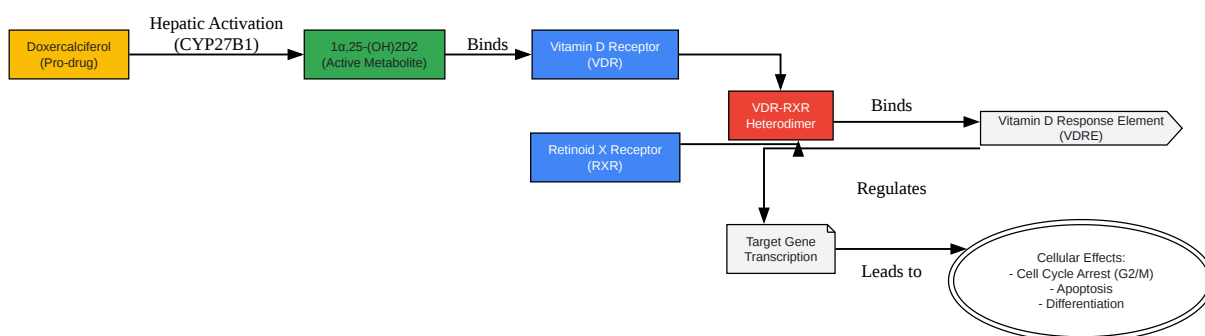 Hepatic Activation
(CYP27B1)
Doxercalciferol
(Pro-drug)
1α,25-(OH)2D2
(Active Metabolite)
Binds
Vitamin D Receptor
(VDR)
VDR-RXR
Heterodimer
Binds
Vitamin D Response Element
(VDRE)
Retinoid X Receptor
(RXR)
Regulates
Target Gene
Transcription
Leads to
Cellular Effects:
- Cell Cycle Arrest (G2/M)
- Apoptosis
- Differentiation